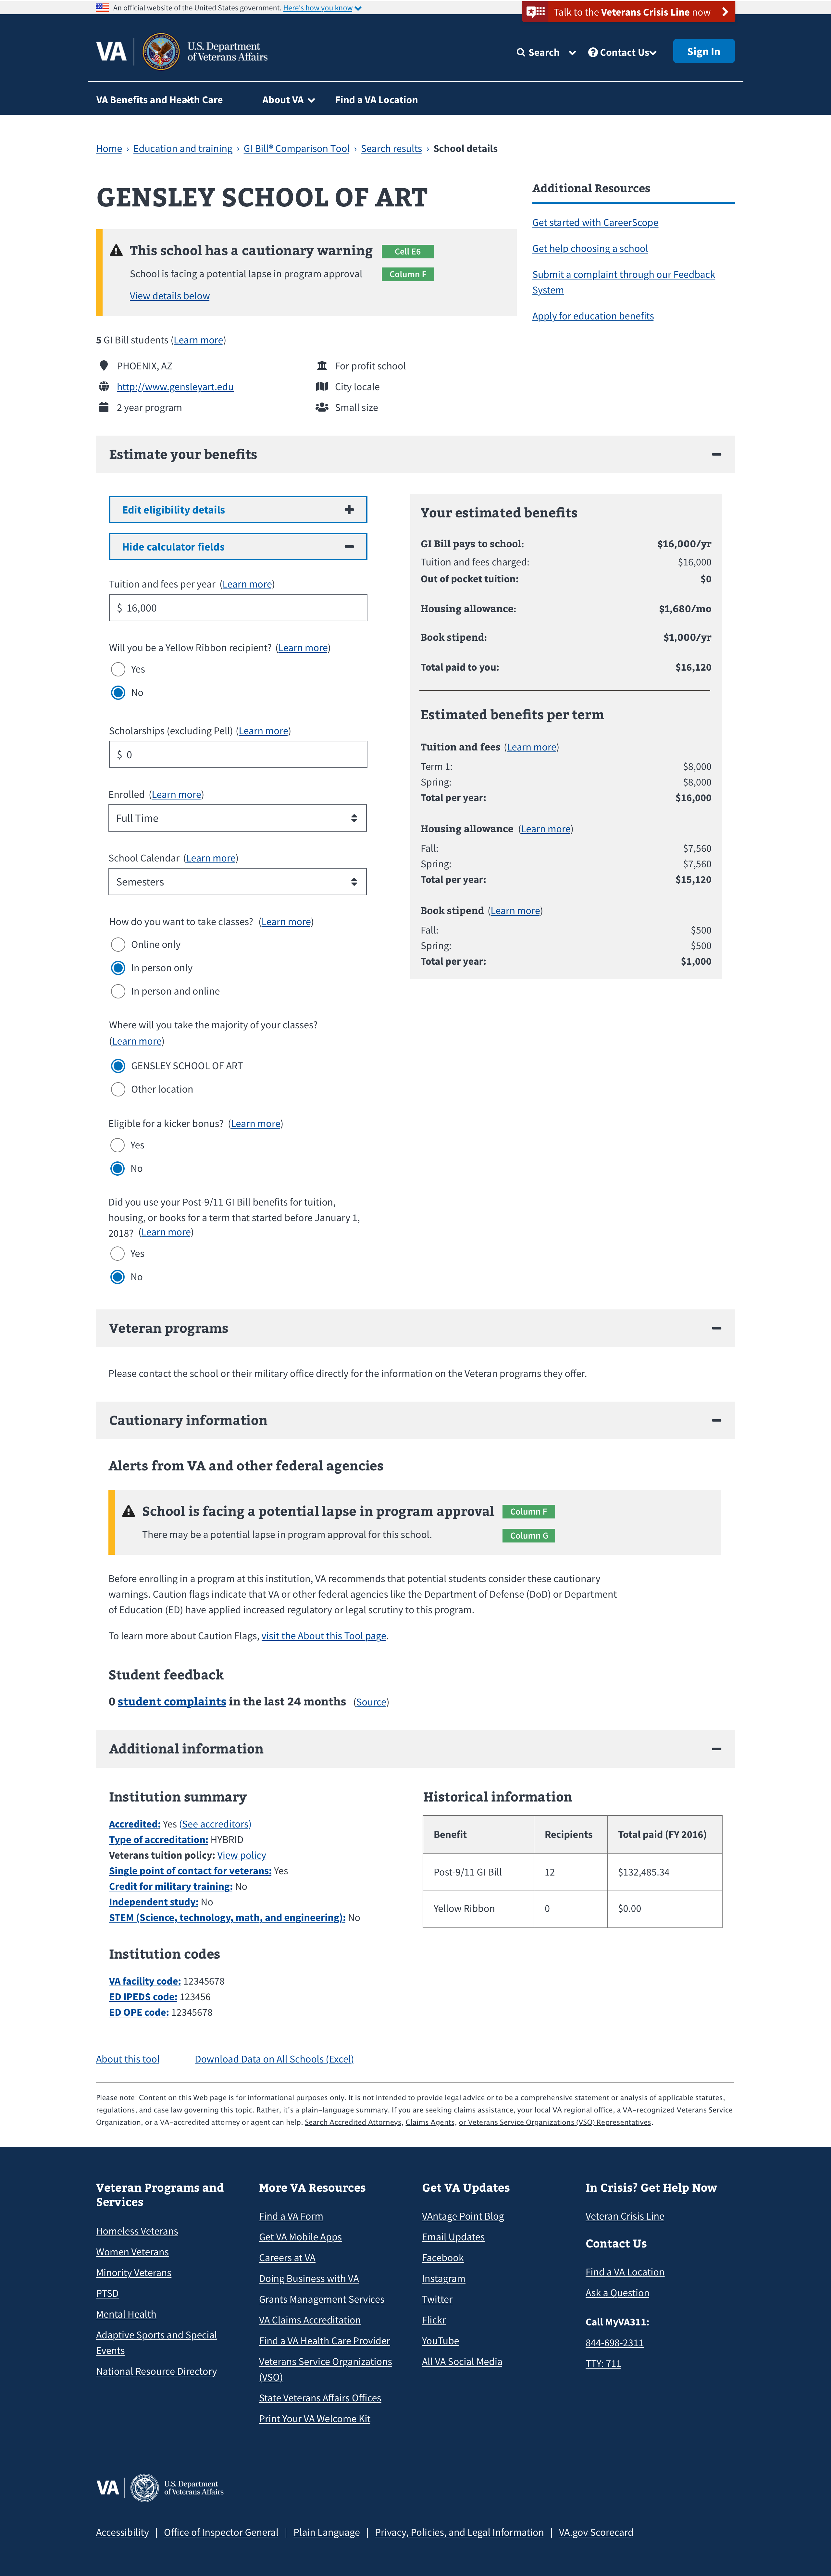 An official website of the United States government. Here's how you know
Talk to the Veterans Crisis Line now
VA
U.S. Department
of Veterans Affairs
Search
Contact Us
Sign In
VA Benefits and Health Care
About VA
Find a VA Location
Home › Education and training › GI Bill® Comparison Tool › Search results › School details
GENSLEY SCHOOL OF ART
This school has a cautionary warning
Cell E6
School is facing a potential lapse in program approval
Column F
View details below
Additional Resources
Get started with CareerScope
Get help choosing a school
Submit a complaint through our Feedback
System
Apply for education benefits
5 GI Bill students (Learn more)
PHOENIX, AZ
For profit school
http://www.gensleyart.edu
City locale
2 year program
Small size
Estimate your benefits
Edit eligibility details
Hide calculator fields
Tuition and fees per year (Learn more)
$ 16,000
Will you be a Yellow Ribbon recipient? (Learn more)
Yes
No
Scholarships (excluding Pell) (Learn more)
$ 0
Enrolled (Learn more)
Full Time
School Calendar (Learn more)
Semesters
How do you want to take classes? (Learn more)
Online only
In person only
In person and online
Where will you take the majority of your classes?
(Learn more)
GENSLEY SCHOOL OF ART
Other location
Eligible for a kicker bonus? (Learn more)
Yes
No
Did you use your Post-9/11 GI Bill benefits for tuition,
housing, or books for a term that started before January 1,
2018? (Learn more)
Yes
No
Your estimated benefits
GI Bill pays to school: $16,000/yr
Tuition and fees charged: $16,000
Out of pocket tuition: $0
Housing allowance: $1,680/mo
Book stipend: $1,000/yr
Total paid to you: $16,120
Estimated benefits per term
Tuition and fees (Learn more)
Term 1: $8,000
Spring: $8,000
Total per year: $16,000
Housing allowance (Learn more)
Fall: $7,560
Spring: $7,560
Total per year: $15,120
Book stipend (Learn more)
Fall: $500
Spring: $500
Total per year: $1,000
Veteran programs
Please contact the school or their military office directly for the information on the Veteran programs they offer.
Cautionary information
Alerts from VA and other federal agencies
School is facing a potential lapse in program approval
Column F
There may be a potential lapse in program approval for this school.
Column G
Before enrolling in a program at this institution, VA recommends that potential students consider these cautionary
warnings. Caution flags indicate that VA or other federal agencies like the Department of Defense (DoD) or Department
of Education (ED) have applied increased regulatory or legal scrutiny to this program.
To learn more about Caution Flags, visit the About this Tool page.
Student feedback
0 student complaints in the last 24 months (Source)
Additional information
Institution summary
Accredited: Yes (See accreditors)
Type of accreditation: HYBRID
Veterans tuition policy: View policy
Single point of contact for veterans: Yes
Credit for military training: No
Independent study: No
STEM (Science, technology, math, and engineering): No
Historical information
Benefit Recipients Total paid (FY 2016)
Post-9/11 GI Bill 12 $132,485.34
Yellow Ribbon 0 $0.00
Institution codes
VA facility code: 12345678
ED IPEDS code: 123456
ED OPE code: 12345678
About this tool
Download Data on All Schools (Excel)
Please note: Content on this Web page is for informational purposes only. It is not intended to provide legal advice or to be a comprehensive statement or analysis of applicable statutes,
regulations, and case law governing this topic. Rather, it's a plain-language summary. If you are seeking claims assistance, your local VA regional office, a VA-recognized Veterans Service
Organization, or a VA-accredited attorney or agent can help. Search Accredited Attorneys, Claims Agents, or Veterans Service Organizations (VSO) Representatives.
Veteran Programs and
Services
Homeless Veterans
Women Veterans
Minority Veterans
PTSD
Mental Health
Adaptive Sports and Special
Events
National Resource Directory
More VA Resources
Find a VA Form
Get VA Mobile Apps
Careers at VA
Doing Business with VA
Grants Management Services
VA Claims Accreditation
Find a VA Health Care Provider
Veterans Service Organizations
(VSO)
State Veterans Affairs Offices
Print Your VA Welcome Kit
Get VA Updates
VAntage Point Blog
Email Updates
Facebook
Instagram
Twitter
Flickr
YouTube
All VA Social Media
In Crisis? Get Help Now
Veteran Crisis Line
Contact Us
Find a VA Location
Ask a Question
Call MyVA311:
844-698-2311
TTY: 711
VA
U.S. Department
of Veterans Affairs
Accessibility | Office of Inspector General | Plain Language | Privacy, Policies, and Legal Information | VA.gov Scorecard